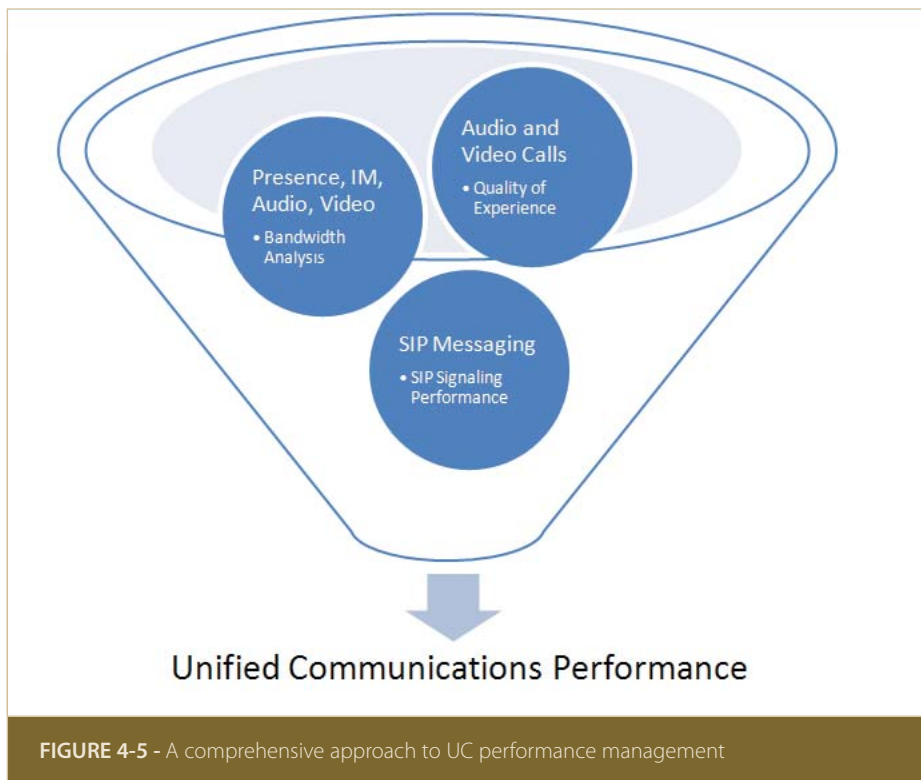 Presence, IM,
Audio, Video
• Bandwidth
Analysis
Audio and
Video Calls
• Quality of
Experience
SIP Messaging
• SIP Signaling
Performance
Unified Communications Performance
FIGURE 4-5 - A comprehensive approach to UC performance management